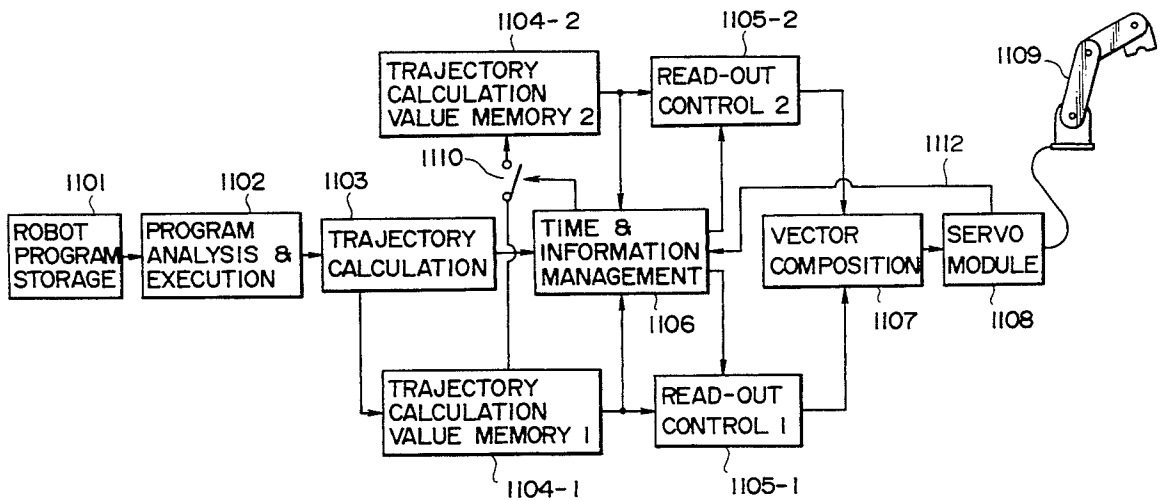 1104-2
1105-2
1109
TRAJECTORY
CALCULATION
VALUE MEMORY 2
READ-OUT
CONTROL 2
1110
1112
1101
1102
1103
ROBOT
PROGRAM
STORAGE
PROGRAM
ANALYSIS &
EXECUTION
TRAJECTORY
CALCULATION
TIME &
INFORMATION
MANAGEMENT
VECTOR
COMPOSITION
SERVO
MODULE
1106
1107
1108
TRAJECTORY
CALCULATION
VALUE MEMORY 1
READ-OUT
CONTROL 1
1104-1
1105-1